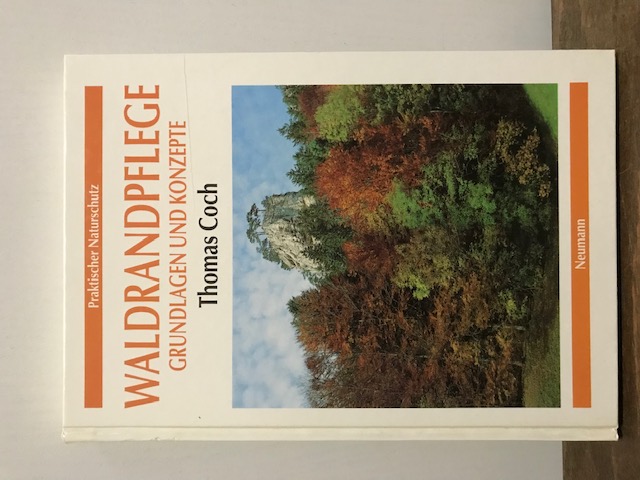 Praktischer Naturschutz
WALDRANDPFLEGE
GRUNDLAGEN UND KONZEPTE
Thomas Coch
Neumann